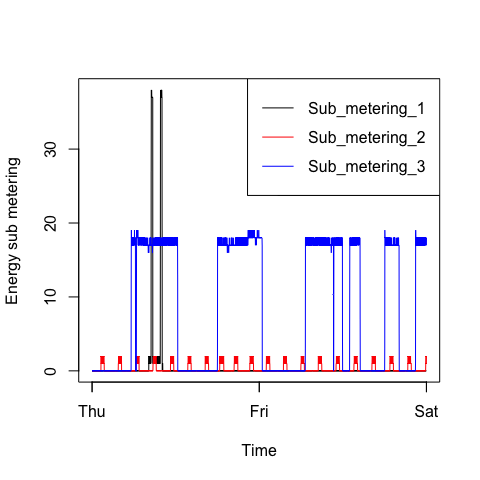 Sub_metering_1
Sub_metering_2
Sub_metering_3
Energy sub metering
30
20
10
0
Thu Fri Sat
Time